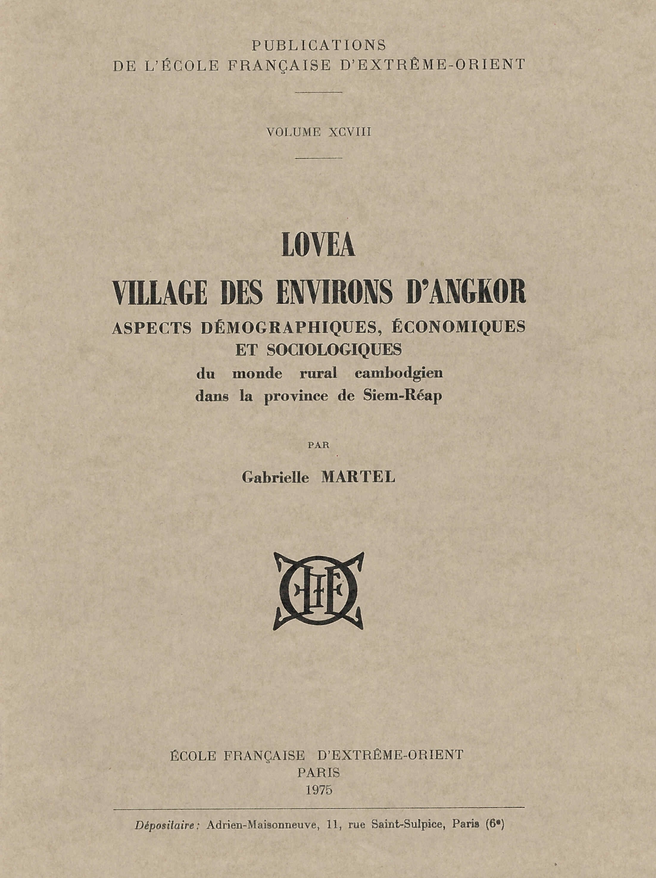 PUBLICATIONS
DE L'ÉCOLE FRANÇAISE D'EXTRÊME-ORIENT
VOLUME XCVIII
LOVEA
VILLAGE DES ENVIRONS D'ANGKOR
ASPECTS DÉMOGRAPHIQUES, ÉCONOMIQUES
ET SOCIOLOGIQUES
du monde rural cambodgien
dans la province de Siem-Réap
PAR
Gabrielle MARTEL
ÉCOLE FRANÇAISE D'EXTRÊME-ORIENT
PARIS
1975
Dépositaire: Adrien-Maisonneuve, 11, rue Saint-Sulpice, Paris (6ᵉ)